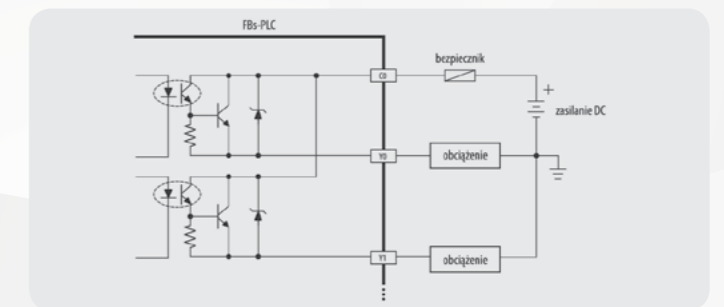 FBs-PLC
bezpiecznik
C0
+
zasilanie DC
Y0
obciążenie
Y1
obciążenie